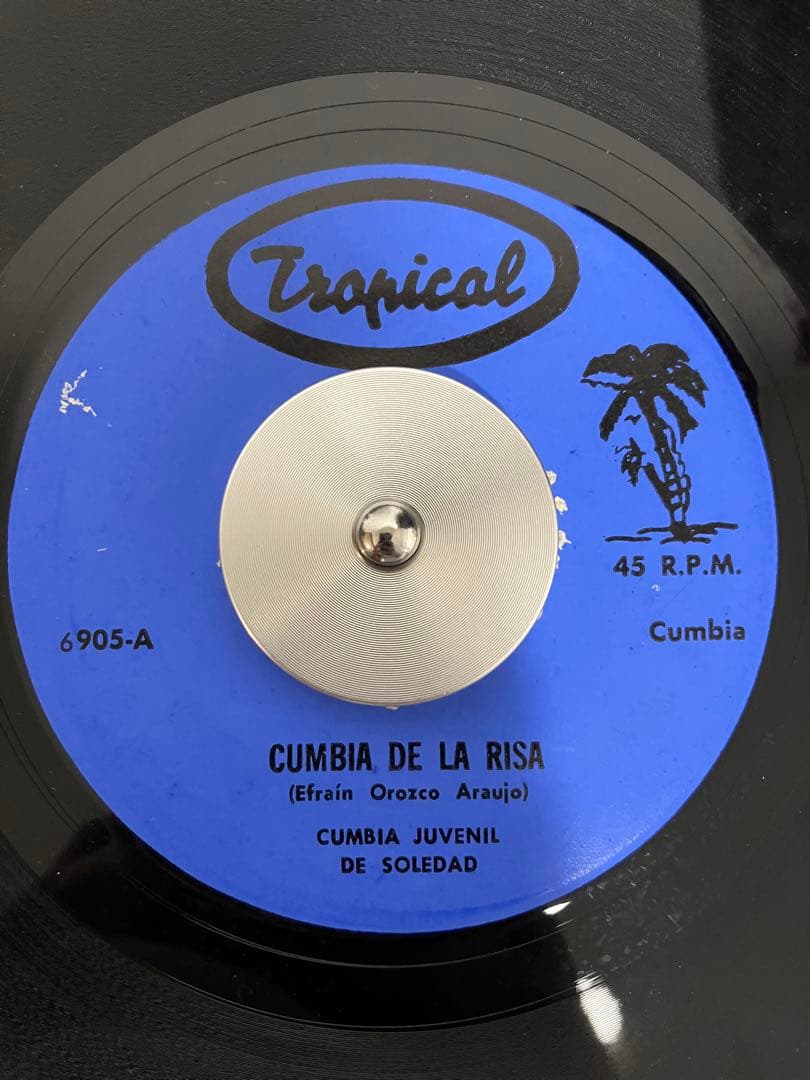 Tropical
45 R.P.M.
6905-A
Cumbia
CUMBIA DE LA RISA
(Efraín Orozco Araujo)
CUMBIA JUVENIL
DE SOLEDAD